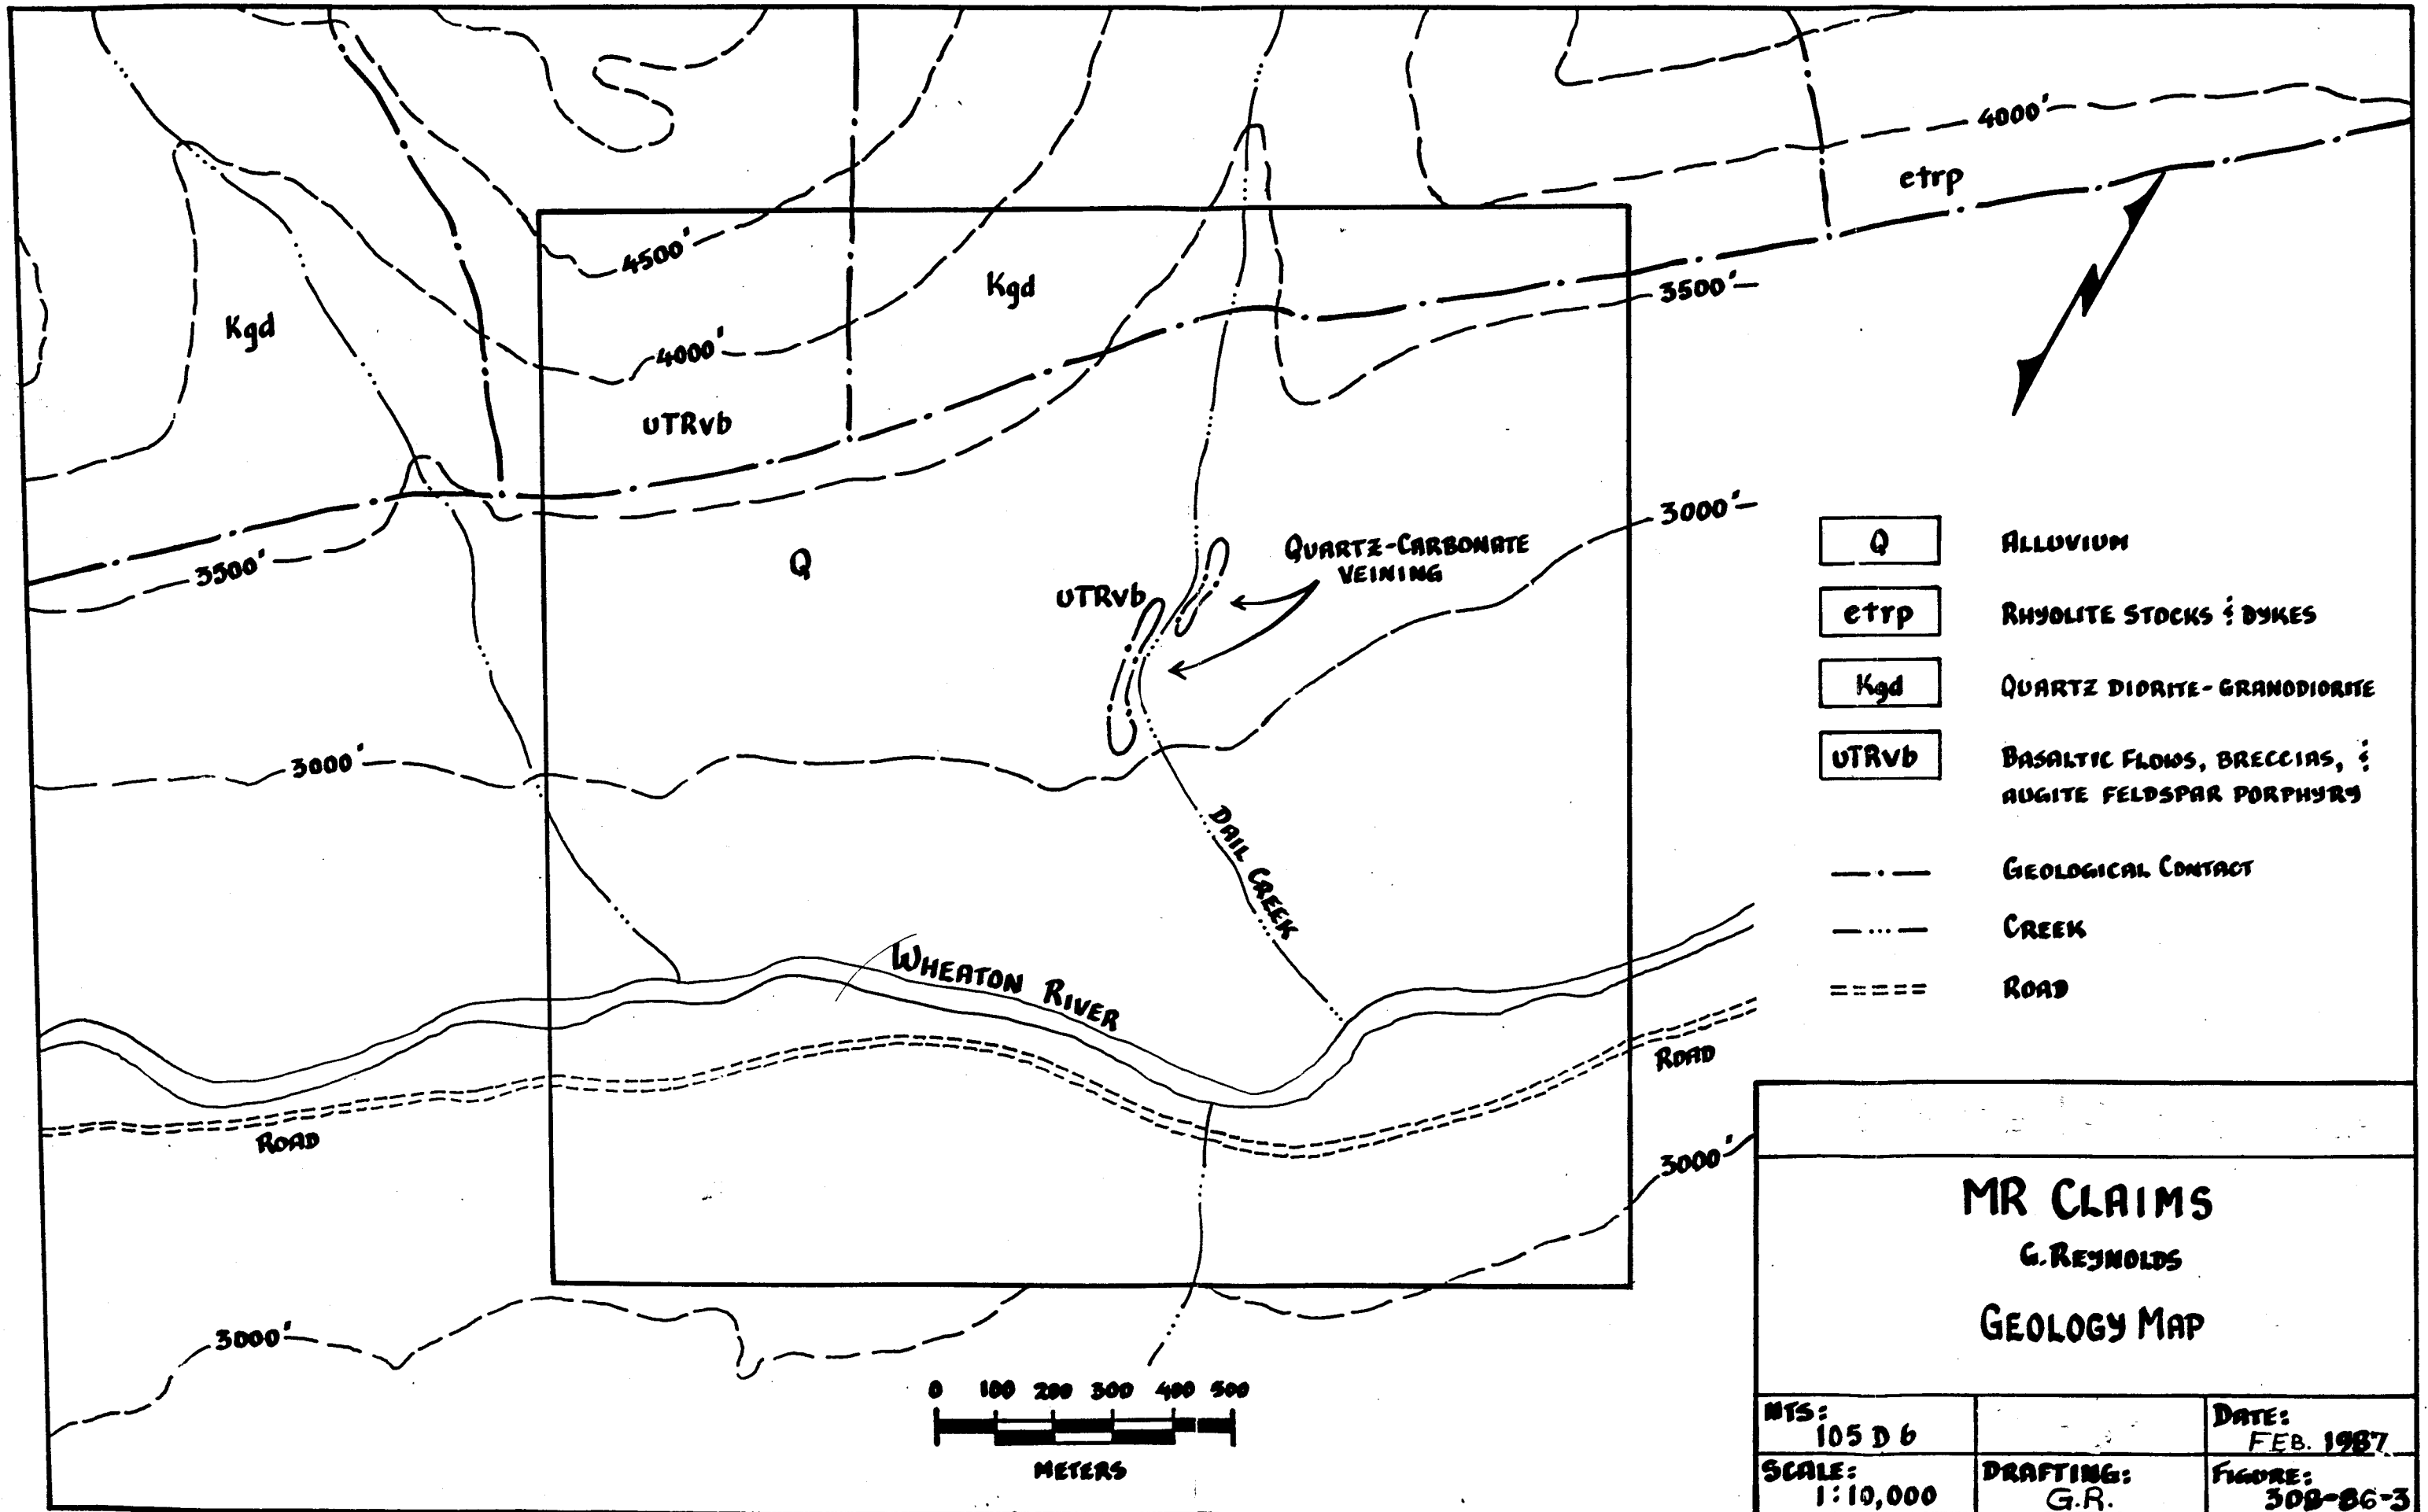 4000'
etrp
4500'
Kgd
3500'
Kgd
4000'
UTRvb
3000'
Q
QUARTZ-CARBONATE
VEINING
3500'
UTRvb
3000'
DAIL CREEK
WHEATON RIVER
ROAD
ROAD
3000'
3000'
0 100 200 300 400 500
METERS
Q ALLUVIUM
etrp RHYOLITE STOCKS & DYKES
Kgd QUARTZ DIORITE-GRANODIORITE
UTRvb BASALTIC FLOWS, BRECCIAS, &
AUGITE FELDSPAR PORPHYRY
GEOLOGICAL CONTACT
CREEK
ROAD
MR CLAIMS
G. REYNOLDS
GEOLOGY MAP
NTS:
105 D 6
DATE:
FEB. 1987
SCALE:
1:10,000
DRAFTING:
G.R.
FIGURE:
308-86-3